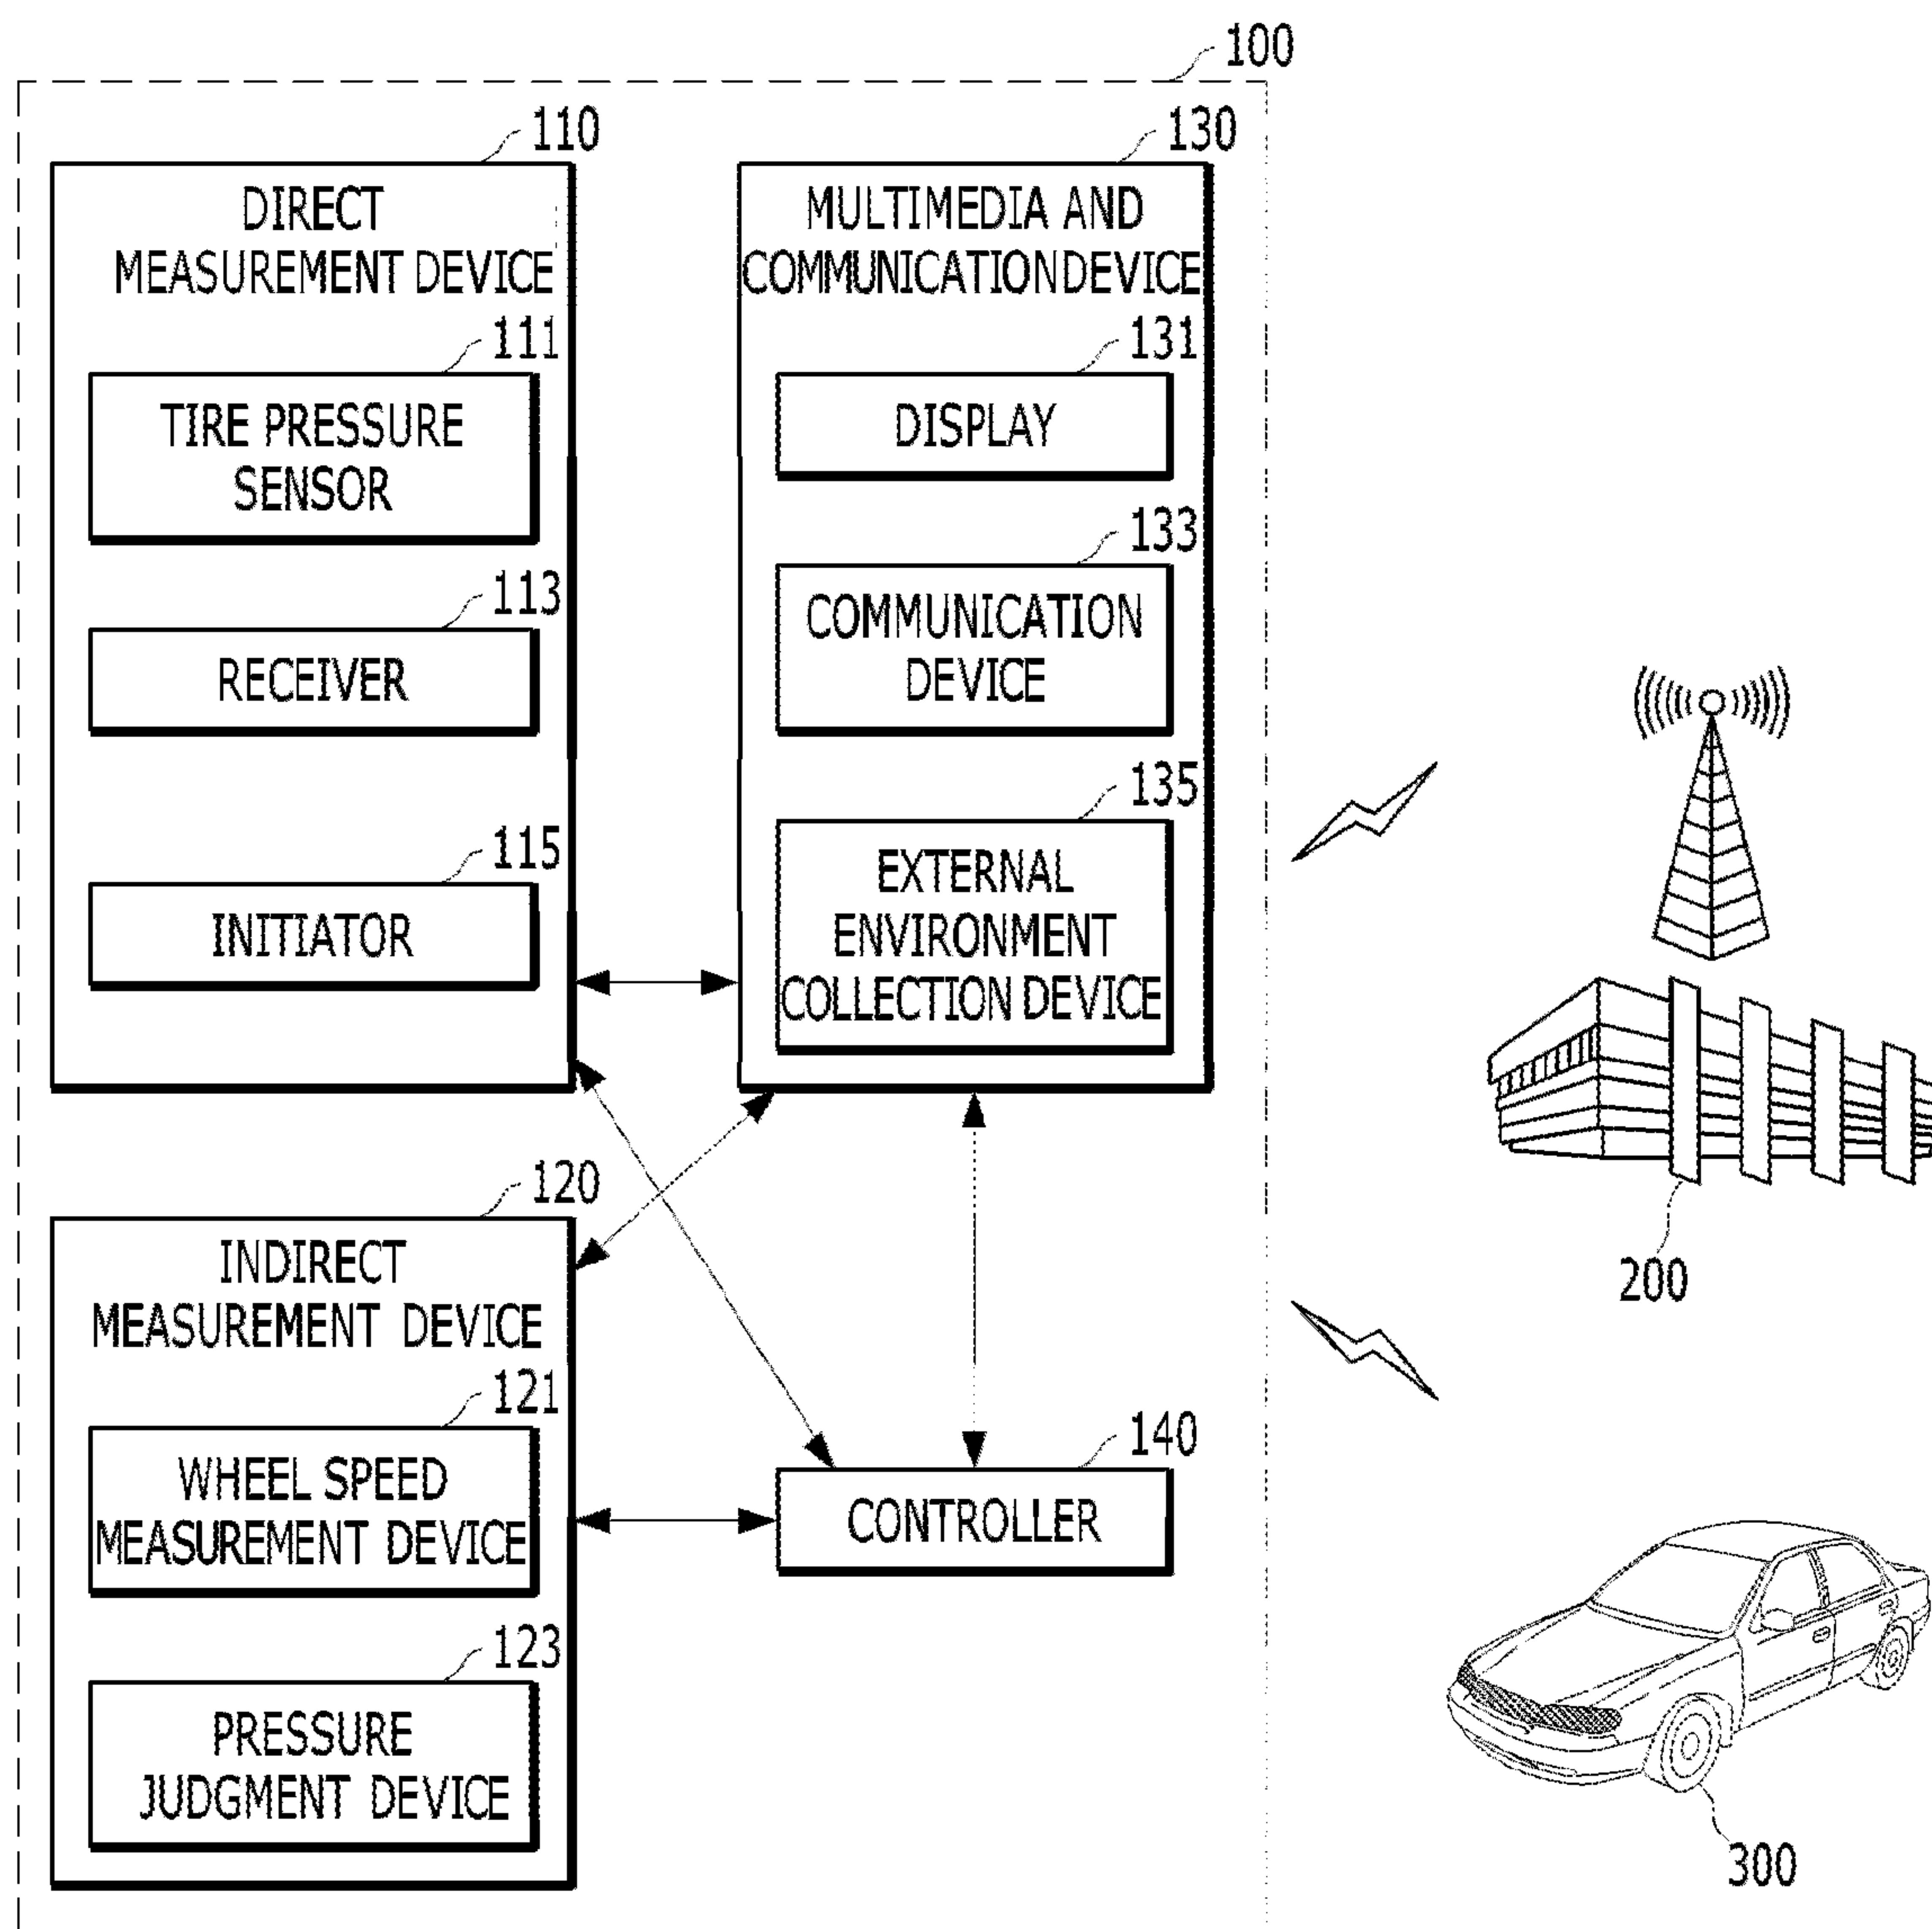 100
110
DIRECT
MEASUREMENT DEVICE
111
TIRE PRESSURE
SENSOR
113
RECEIVER
115
INITIATOR
130
MULTIMEDIA AND
COMMUNICATION DEVICE
131
DISPLAY
133
COMMUNICATION
DEVICE
135
EXTERNAL
ENVIRONMENT
COLLECTION DEVICE
120
INDIRECT
MEASUREMENT DEVICE
121
WHEEL SPEED
MEASUREMENT DEVICE
123
PRESSURE
JUDGMENT DEVICE
140
CONTROLLER
200
300